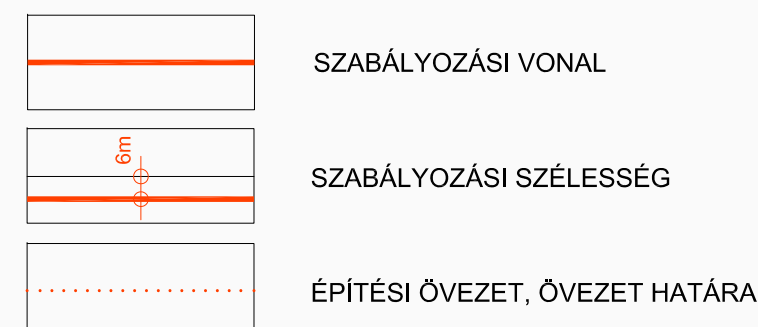 SZABÁLYOZÁSI VONAL
6m
SZABÁLYOZÁSI SZÉLESSÉG
ÉPÍTÉSI ÖVEZET, ÖVEZET HATÁRA